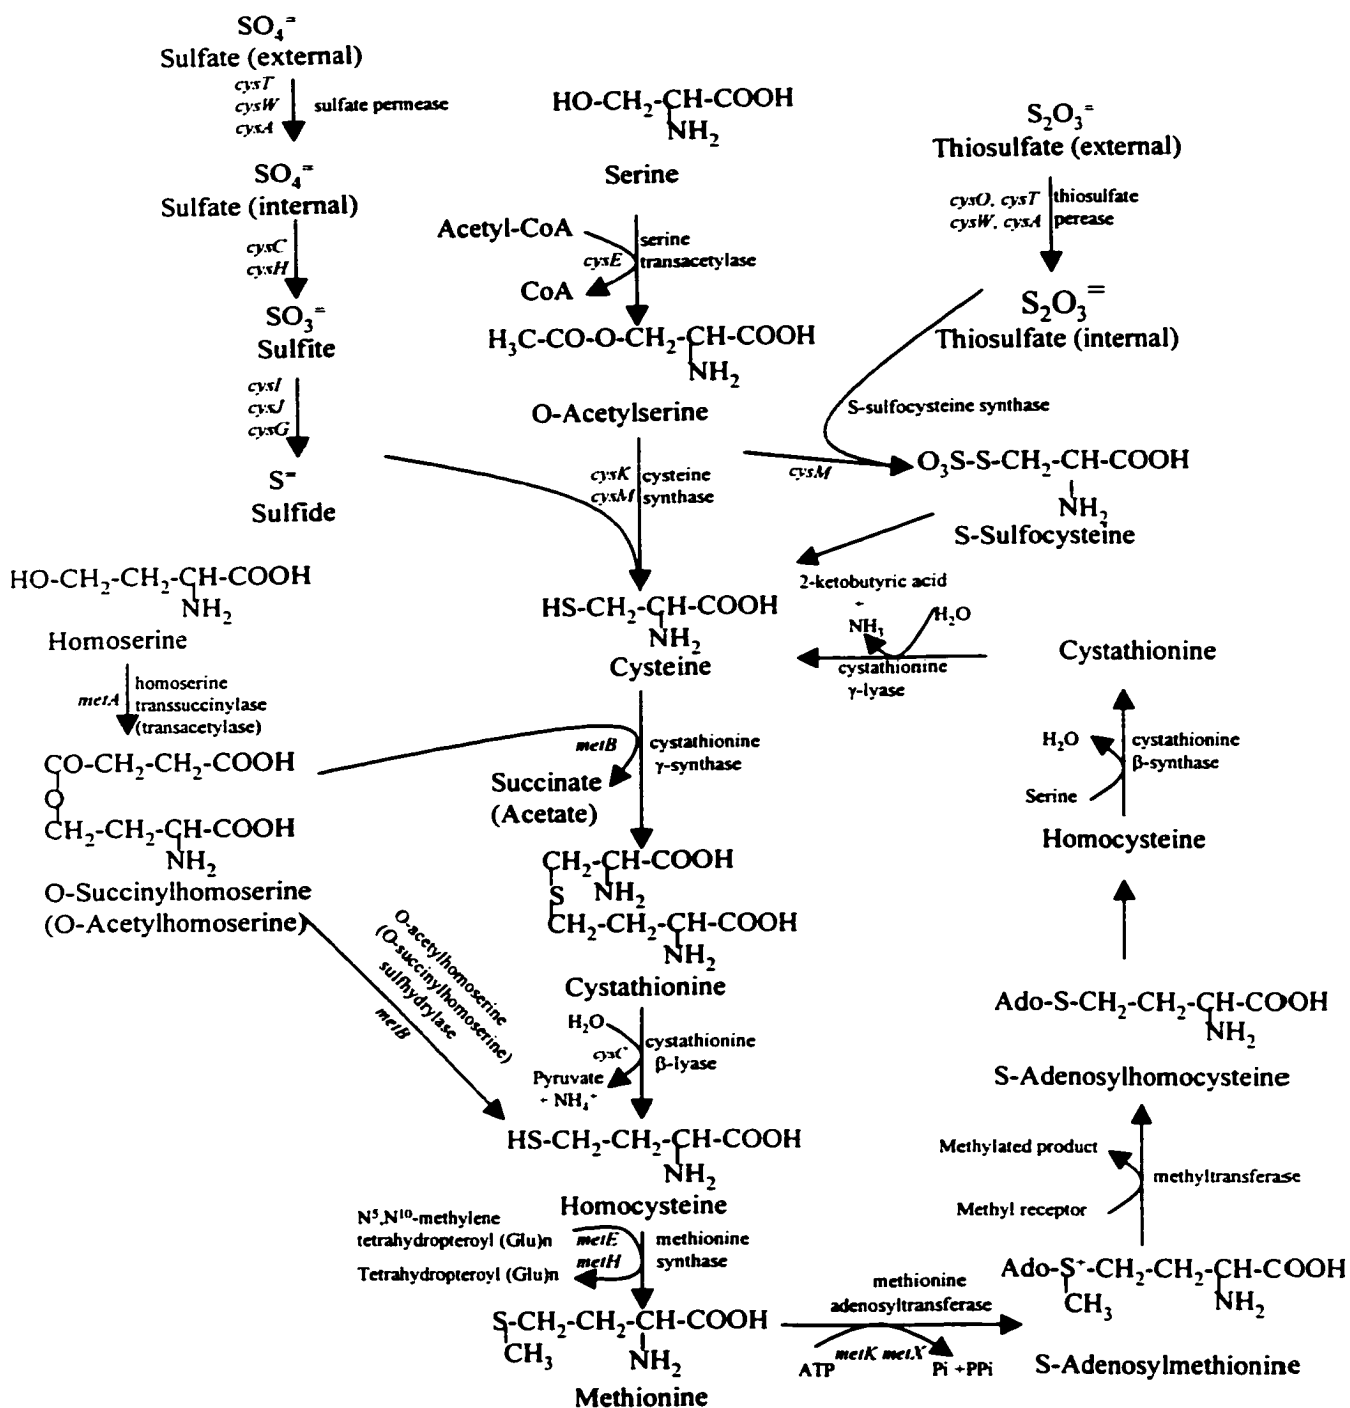 SO₄⁼
Sulfate (external)
cysT
cysW
cysA
sulfate permease
SO₄⁼
Sulfate (internal)
cysC
cysH
SO₃⁼
Sulfite
cysI
cysJ
cysG
S⁼
Sulfide
HO-CH₂-CH-COOH
NH₂
Serine
Acetyl-CoA
cysE
serine
transacetylase
CoA
H₃C-CO-O-CH₂-CH-COOH
NH₂
O-Acetylserine
cysK
cysM
cysteine
synthase
S₂O₃⁼
Thiosulfate (external)
cysO, cysT
cysW, cysA
thiosulfate
perease
S₂O₃⁼
Thiosulfate (internal)
S-sulfocysteine synthase
cysM
O₃S-S-CH₂-CH-COOH
NH₂
S-Sulfocysteine
HO-CH₂-CH₂-CH-COOH
NH₂
Homoserine
metA
homoserine
transsuccinylase
(transacetylase)
CO-CH₂-CH₂-COOH
O
CH₂-CH₂-CH-COOH
NH₂
O-Succinylhomoserine
(O-Acetylhomoserine)
HS-CH₂-CH-COOH
NH₂
Cysteine
2-ketobutyric acid
+
NH₃
H₂O
cystathionine
γ-lyase
Cystathionine
H₂O
Serine
cystathionine
β-synthase
Homocysteine
metB
cystathionine
γ-synthase
Succinate
(Acetate)
CH₂-CH-COOH
S NH₂
CH₂-CH₂-CH-COOH
NH₂
Cystathionine
O-acetylhomoserine
(O-succinylhomoserine)
sulfhydrylase
metB
H₂O
cysC
cystathionine
β-lyase
Pyruvate
+ NH₄⁺
HS-CH₂-CH₂-CH-COOH
NH₂
Homocysteine
N⁵,N¹⁰-methylene
tetrahydropteroyl (Glu)n
Tetrahydropteroyl (Glu)n
metE
metH
methionine
synthase
S-CH₂-CH₂-CH-COOH
CH₃ NH₂
Methionine
methionine
adenosyltransferase
ATP
metK metX
Pi +PPi
Ado-S-CH₂-CH₂-CH-COOH
NH₂
S-Adenosylhomocysteine
Methylated product
Methyl receptor
methyltransferase
Ado-S⁺-CH₂-CH₂-CH-COOH
CH₃ NH₂
S-Adenosylmethionine